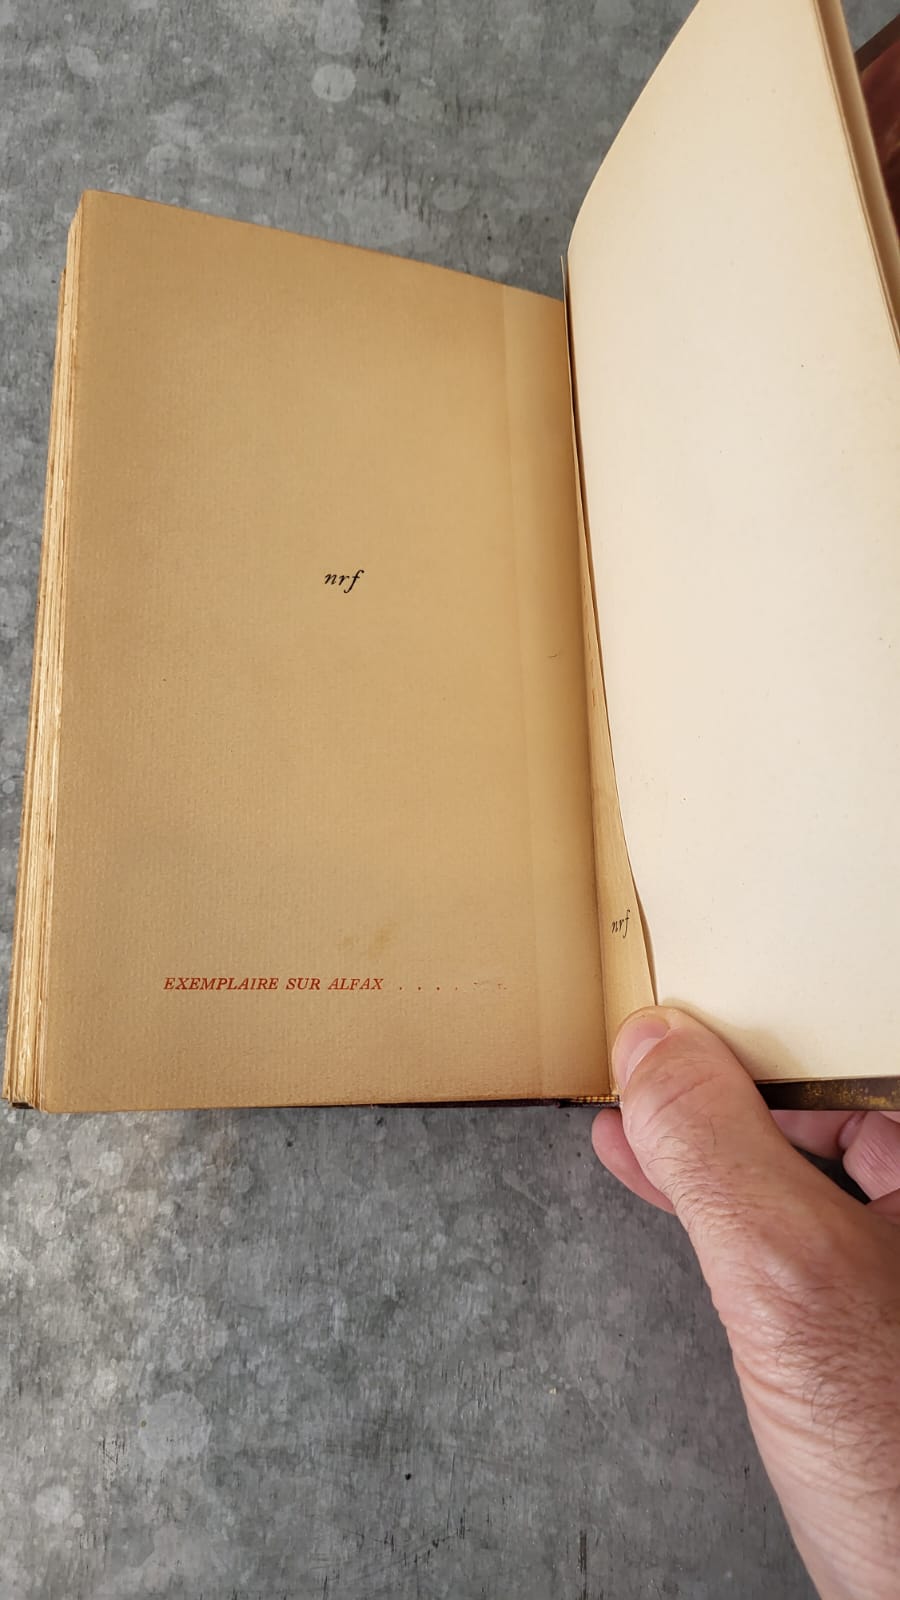 nrf
EXEMPLAIRE SUR ALFAX . . . . . . .
nrf